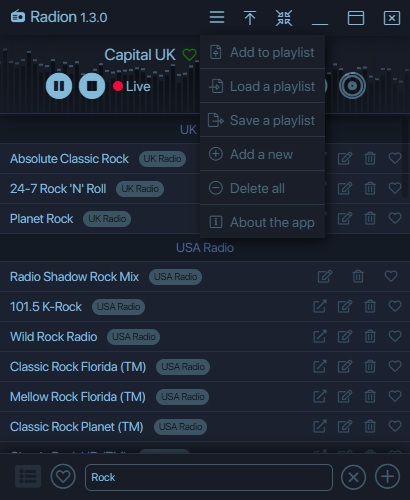 Radion 1.3.0
Capital UK
Live
Add to playlist
Load a playlist
Save a playlist
Add a new
Delete all
About the app
UK
Absolute Classic Rock UK Radio
24-7 Rock 'N' Roll UK Radio
Planet Rock UK Radio
USA Radio
Radio Shadow Rock Mix USA Radio
101.5 K-Rock USA Radio
Wild Rock Radio USA Radio
Classic Rock Florida (TM) USA Radio
Mellow Rock Florida (TM) USA Radio
Classic Rock Planet (TM) USA Radio
Rock